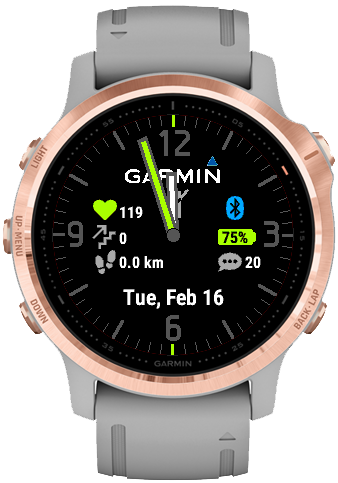 12
GARMIN
LIGHT
119
UP·MENU
0
75%
9
3
0.0 km
20
DOWN
Tue, Feb 16
BACK·LAP
6
GARMIN